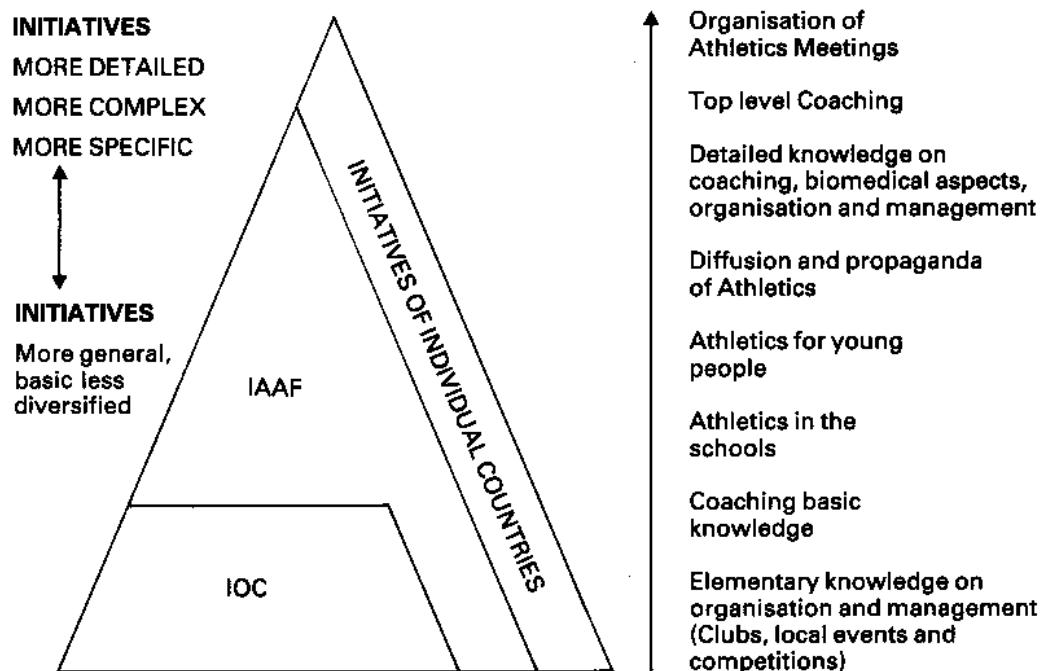 INITIATIVES
MORE DETAILED
MORE COMPLEX
MORE SPECIFIC
INITIATIVES
More general,
basic less
diversified
IAAF
IOC
INITIATIVES OF INDIVIDUAL COUNTRIES
Organisation of
Athletics Meetings
Top level Coaching
Detailed knowledge on
coaching, biomedical aspects,
organisation and management
Diffusion and propaganda
of Athletics
Athletics for young
people
Athletics in the
schools
Coaching basic
knowledge
Elementary knowledge on
organisation and management
(Clubs, local events and
competitions)